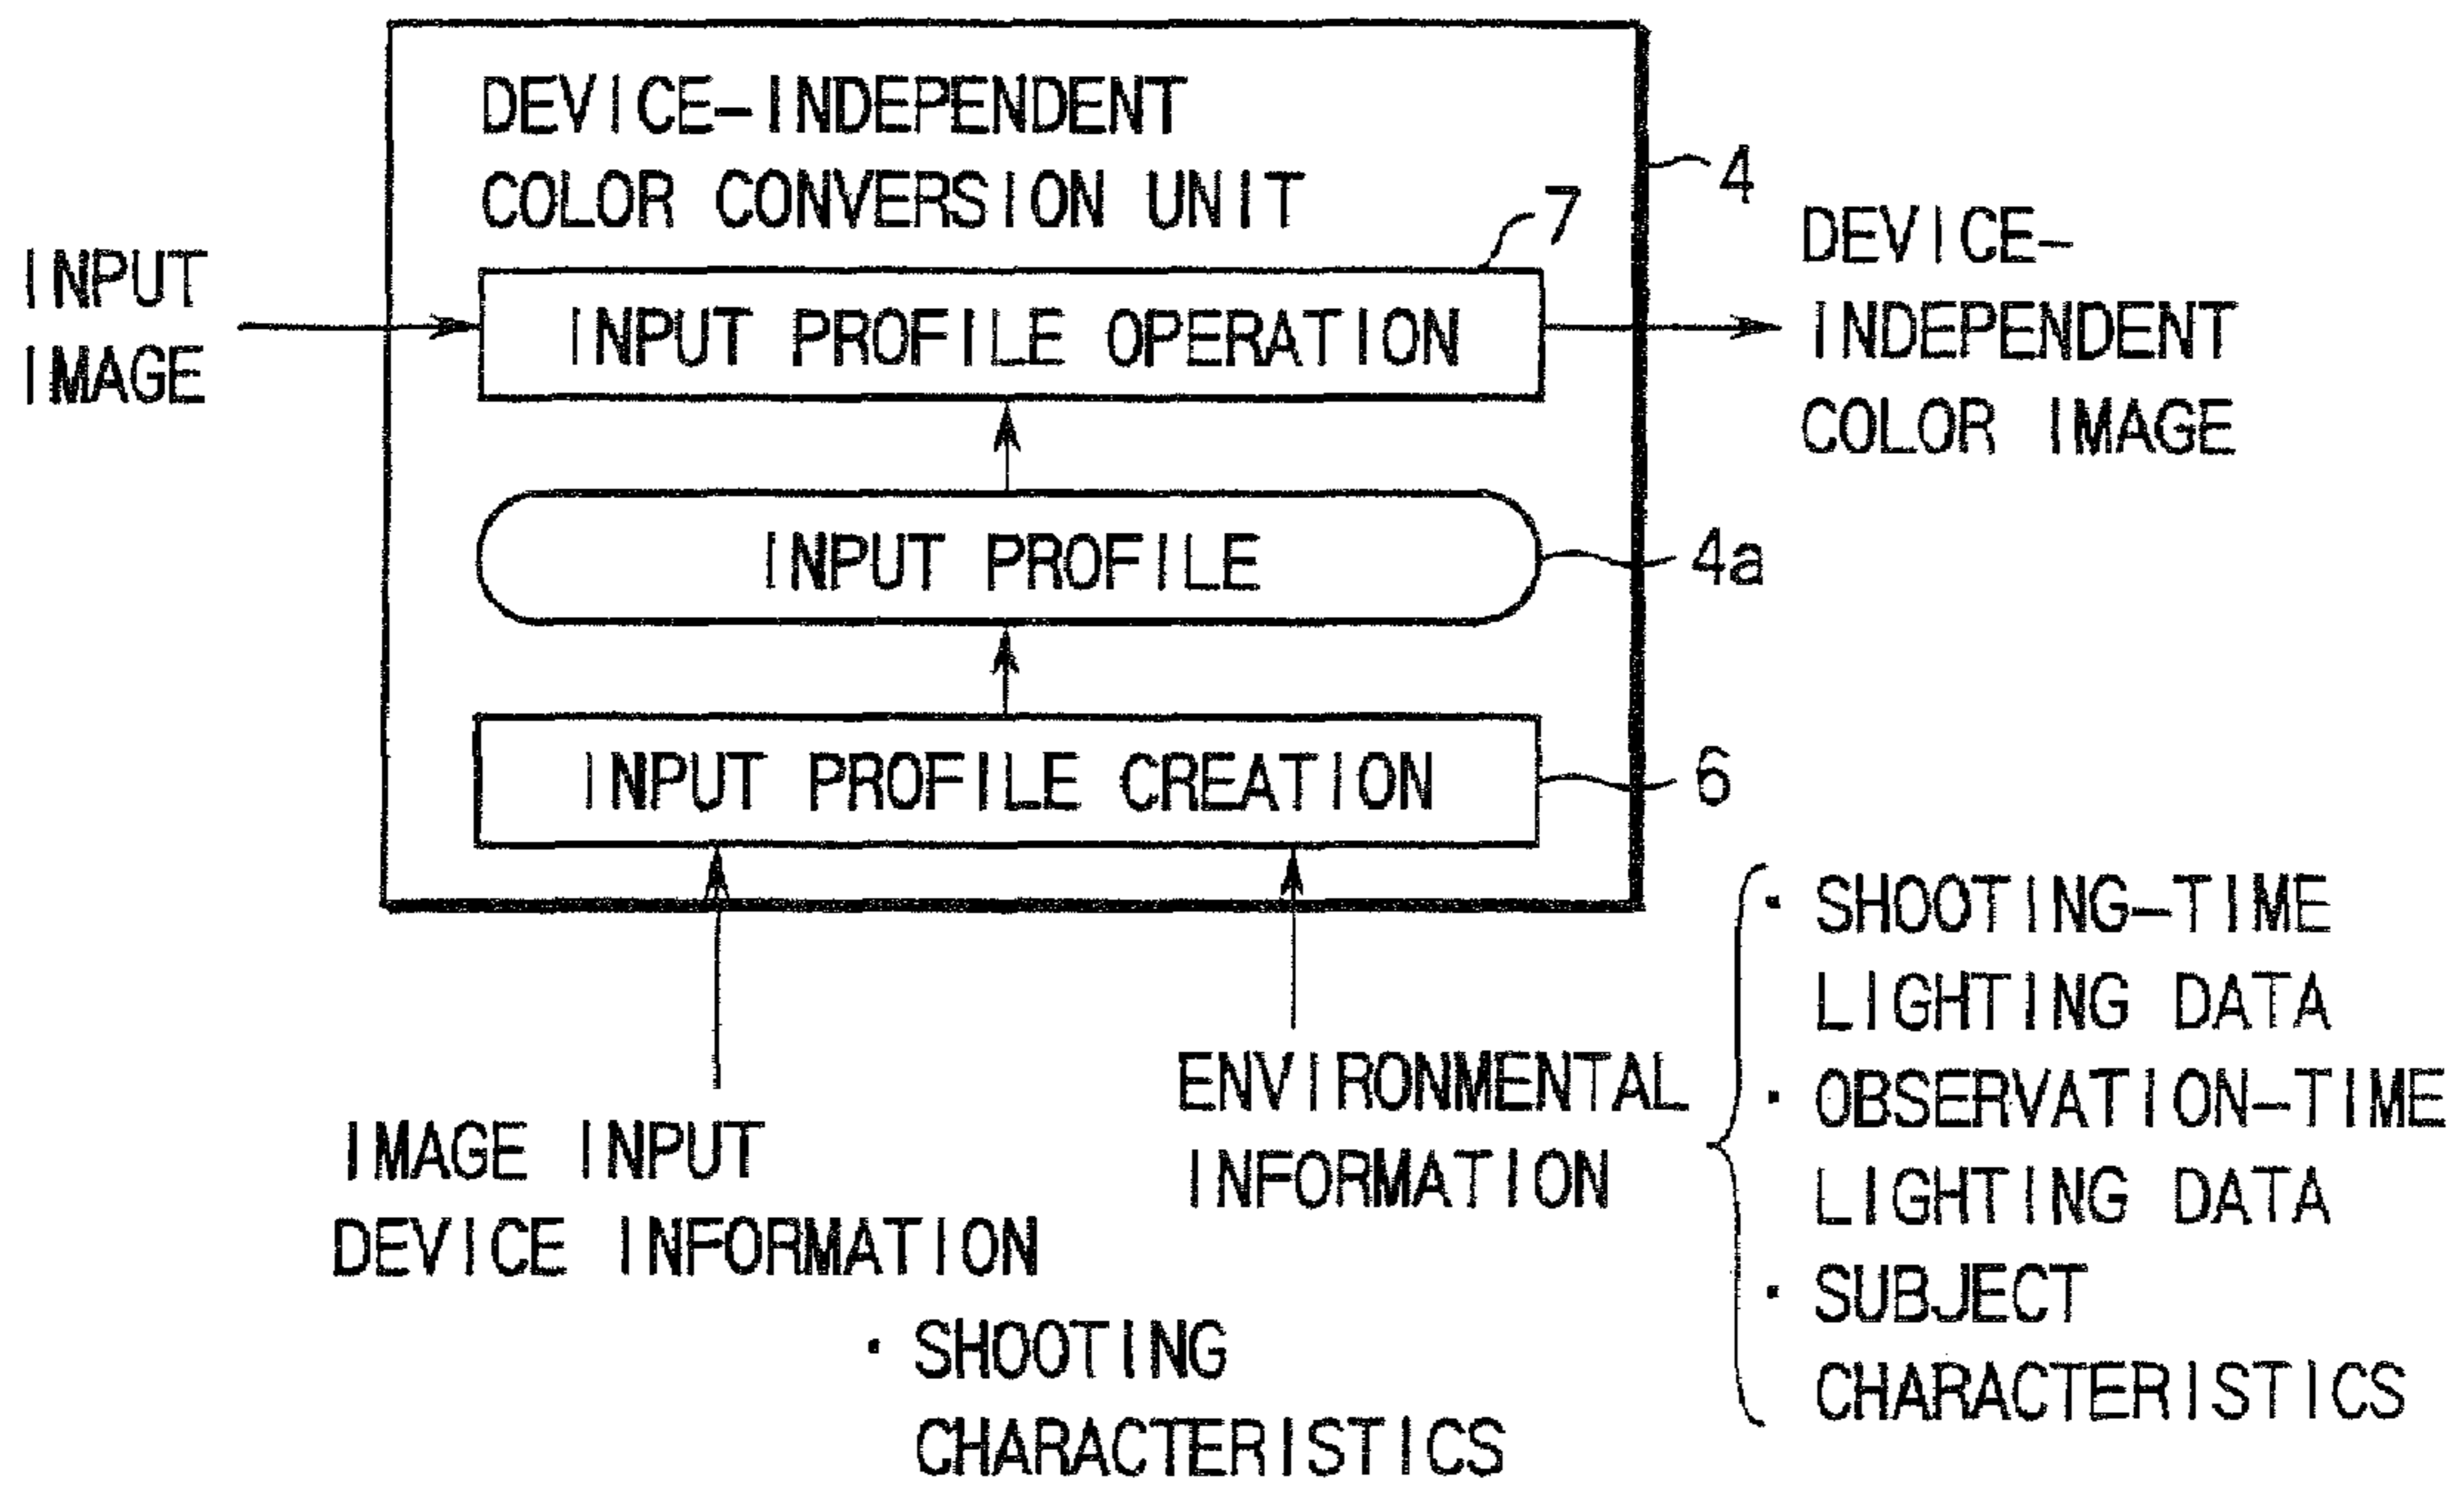 DEVICE-INDEPENDENT
COLOR CONVERSION UNIT
4
7
INPUT
IMAGE
INPUT PROFILE OPERATION
DEVICE-
INDEPENDENT
COLOR IMAGE
INPUT PROFILE
4a
INPUT PROFILE CREATION
6
IMAGE INPUT
DEVICE INFORMATION
· SHOOTING
CHARACTERISTICS
ENVIRONMENTAL
INFORMATION
· SHOOTING-TIME
LIGHTING DATA
· OBSERVATION-TIME
LIGHTING DATA
· SUBJECT
CHARACTERISTICS